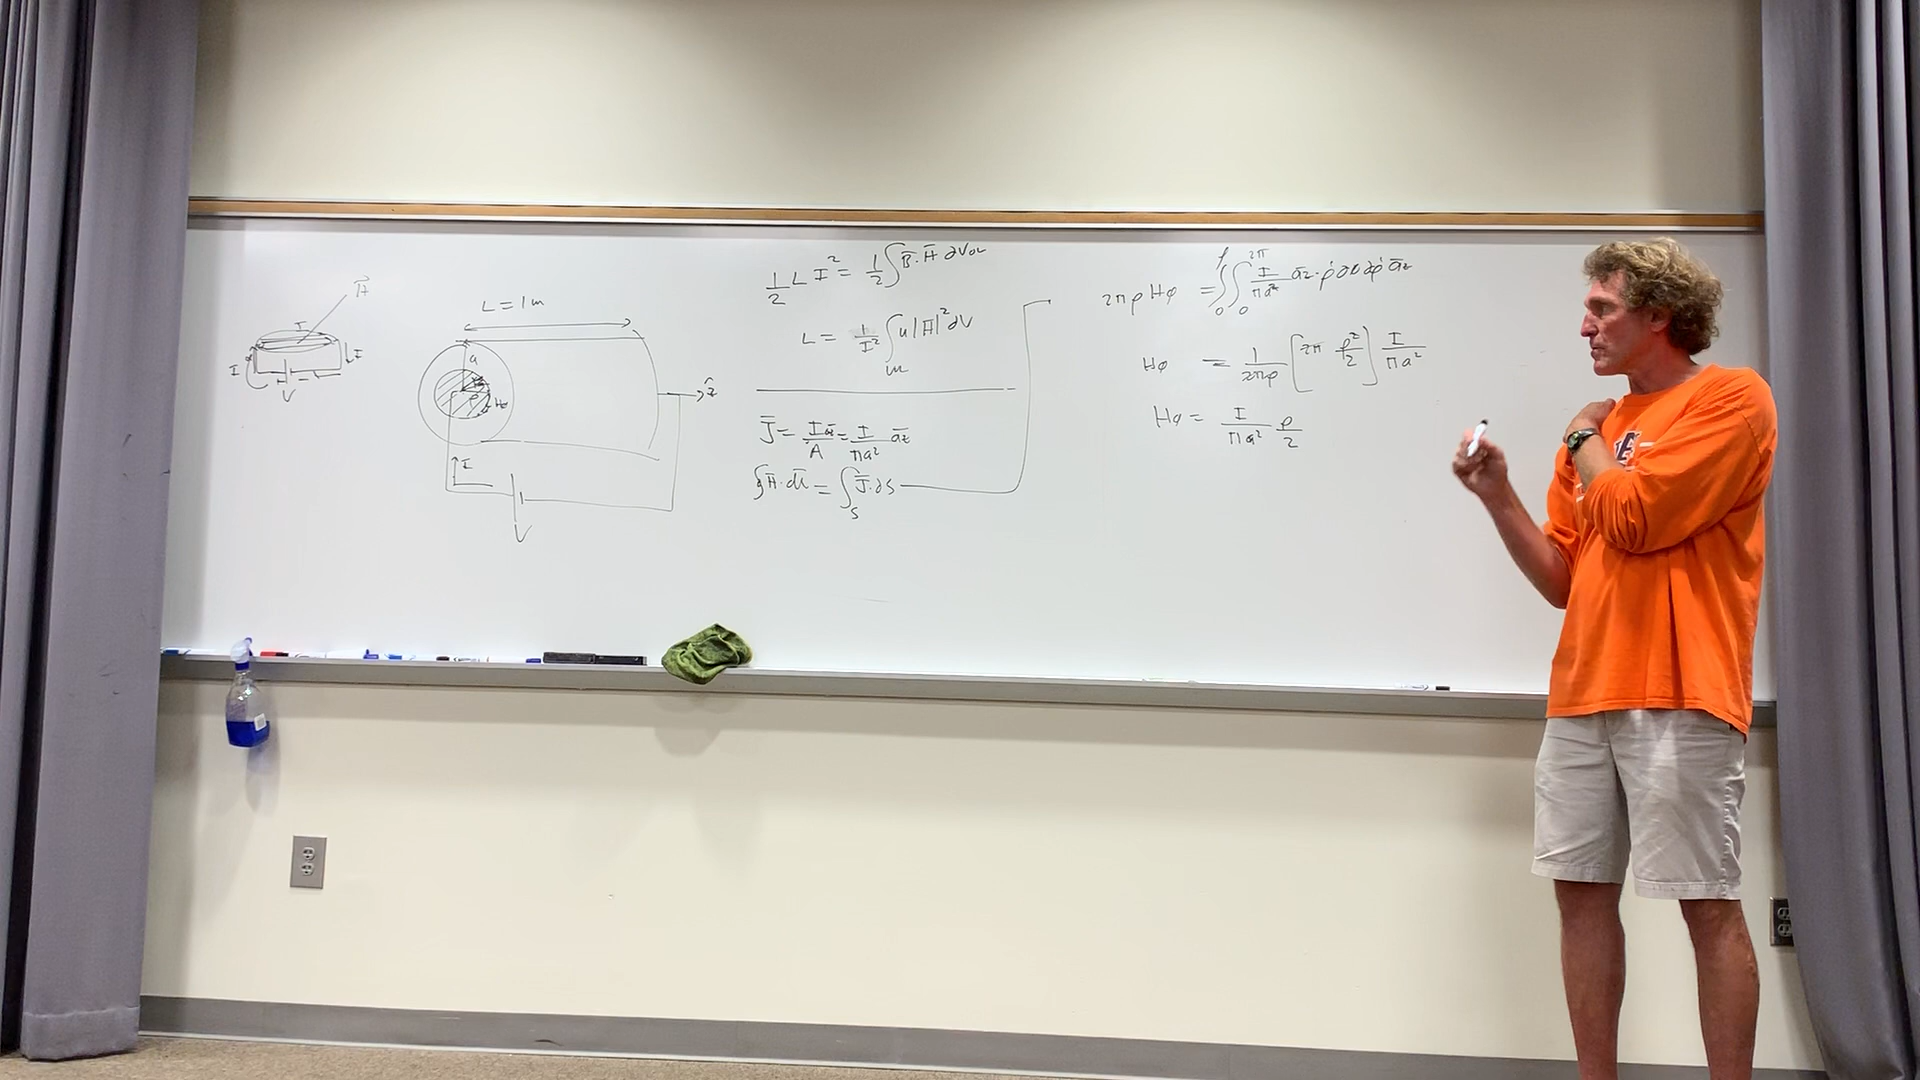 H⃗
I
I
I
V
L = 1m
a
ρ
Hφ
ẑ
I
V
1/2 L I² = 1/2 ∫ B̄·H̄ dVol
L = 1/I² ∫ u|H̄|² dV
m
J̄ = I āz/A = I/πa² āz
∮ H̄·dl̄ = ∫s J̄·ds
2πρ Hφ = ∫₀^ρ ∫₀^2π I/πa² āz·ρ dρ dφ āz
Hφ = 1/2πρ [2π ρ²/2] I/πa²
Hφ = I/πa² ρ/2